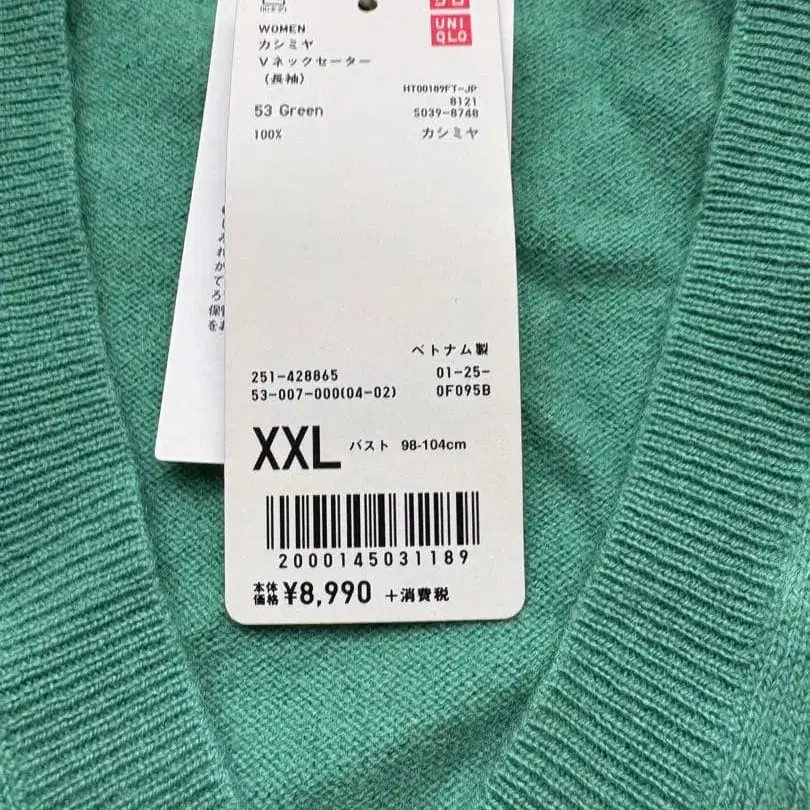 WOMEN
カシミヤ
Vネックセーター
(長袖)
UNI
QLO
HT00189FT-JP
8121
53 Green
5039-8748
100%
カシミヤ
ベトナム製
251-428865
01-25-
53-007-000(04-02)
0F095B
XXL バスト 98-104cm
2000145031189
本体価格 ¥8,990 +消費税